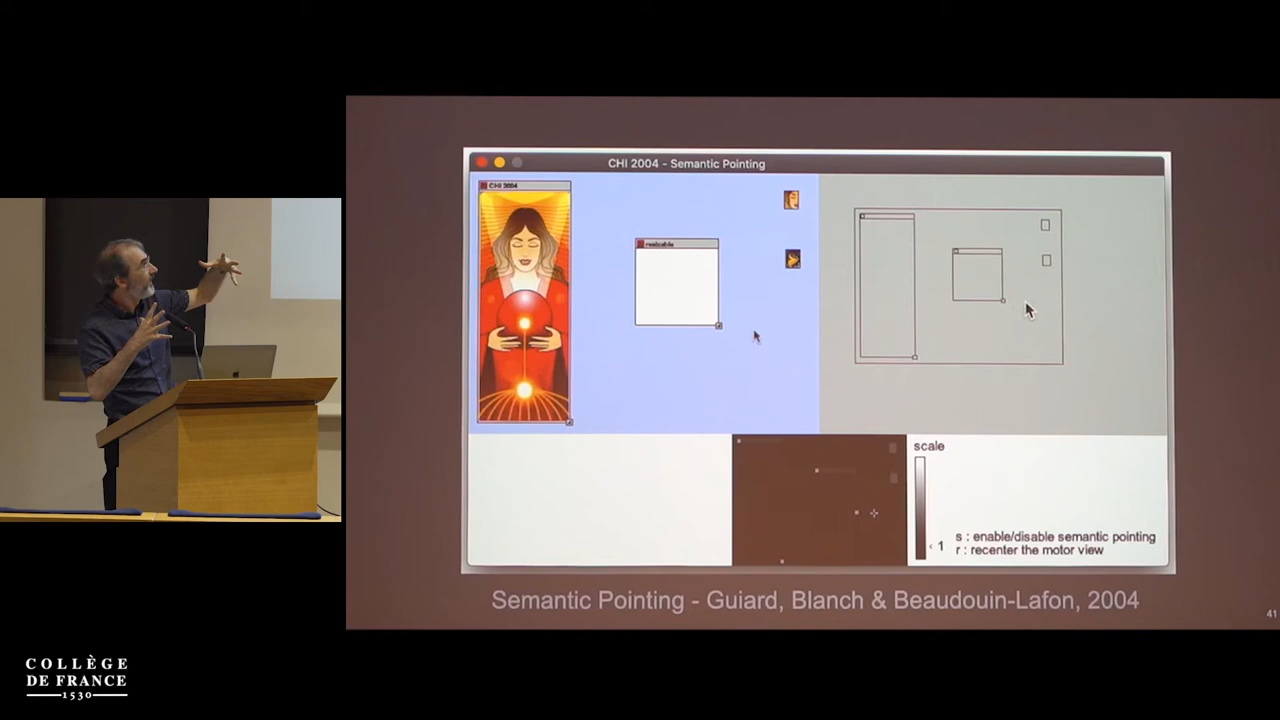 CHI 2004 - Semantic Pointing
CHI 2004
resizable
scale
< 1
s : enable/disable semantic pointing
r : recenter the motor view
Semantic Pointing - Guiard, Blanch & Beaudouin-Lafon, 2004
41
COLLÈGE
DE FRANCE
1530